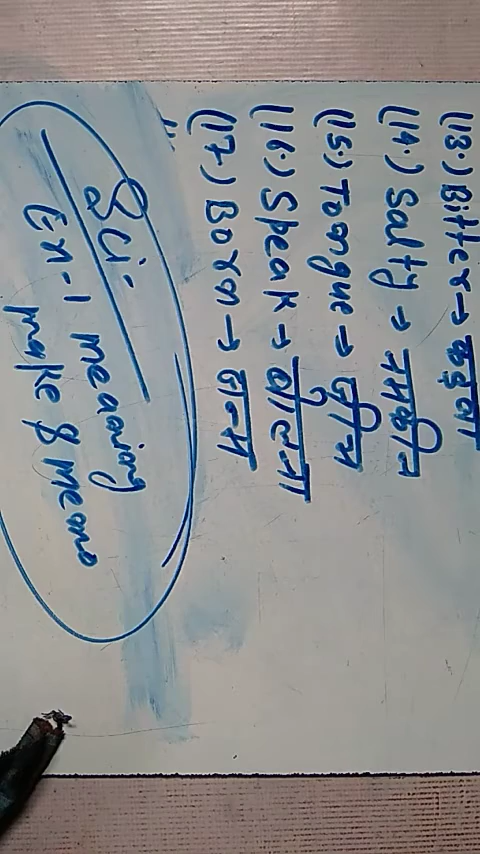 (13.) Bitter → कड़वा
(14.) Salty → नमकीन
(15.) Tongue → जीभ
(16.) Speak → बोलना
(17.) Born → जन्म
Sci-
Ex-1 meaning
make & memo